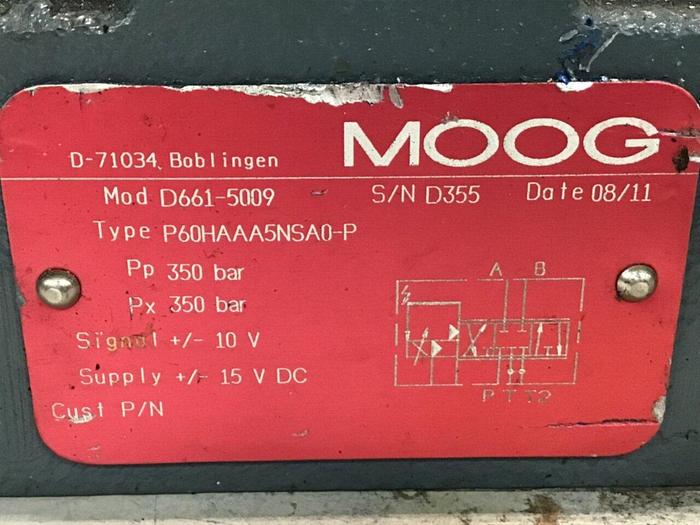 MOOG
D-71034 Boblingen
Mod D661-5009 S/N D355 Date 08/11
Type P60HAAA5NSA0-P
Pp 350 bar
Px 350 bar
Signal +/- 10 V
Supply +/- 15 V DC
Cust P/N
A B
P T T2